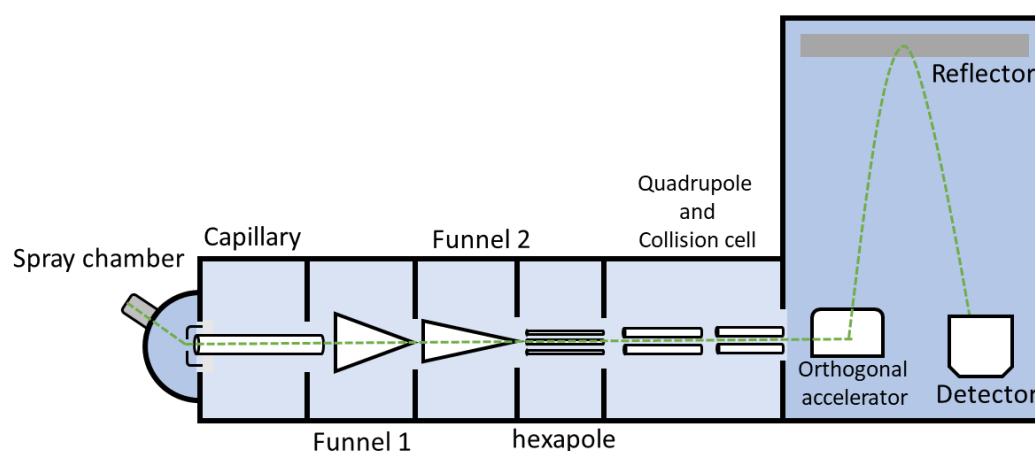 Spray chamber
Capillary
Funnel 1
Funnel 2
hexapole
Quadrupole
and
Collision cell
Reflector
Orthogonal
accelerator
Detector